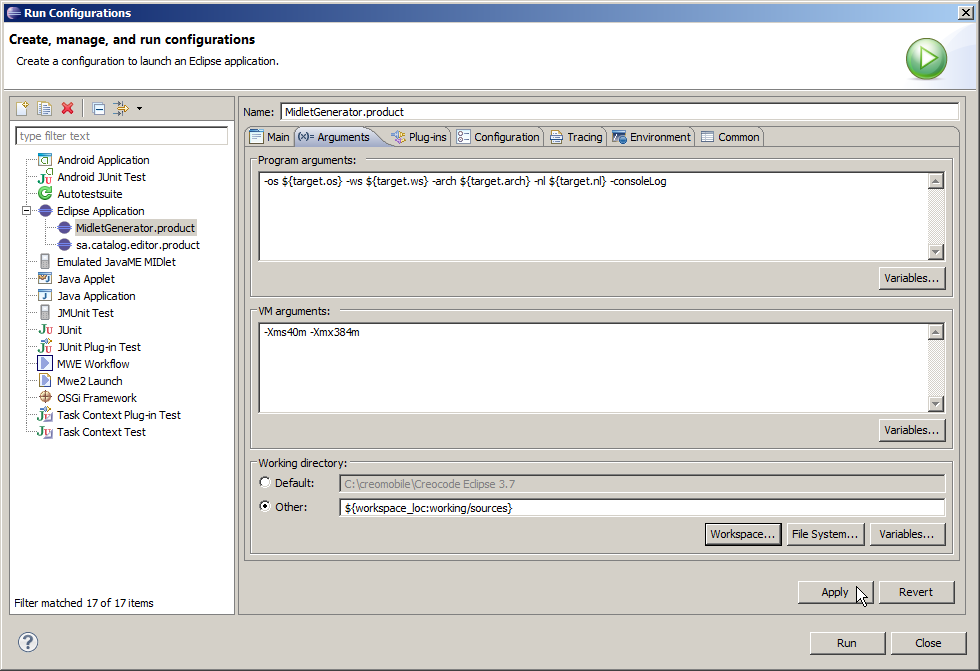 Run Configurations
Create, manage, and run configurations
Create a configuration to launch an Eclipse application.
type filter text
Android Application
Android JUnit Test
Autotestsuite
Eclipse Application
MidletGenerator.product
sa.catalog.editor.product
Emulated JavaME MIDlet
Java Applet
Java Application
JMUnit Test
JUnit
JUnit Plug-in Test
MWE Workflow
Mwe2 Launch
OSGi Framework
Task Context Plug-in Test
Task Context Test
Filter matched 17 of 17 items
Name: MidletGenerator.product
Main (x)= Arguments Plug-ins Configuration Tracing Environment Common
Program arguments:
-os ${target.os} -ws ${target.ws} -arch ${target.arch} -nl ${target.nl} -consoleLog
Variables...
VM arguments:
-Xms40m -Xmx384m
Variables...
Working directory:
Default: C:\creomobile\Creocode Eclipse 3.7
Other: ${workspace_loc:working/sources}
Workspace... File System... Variables...
Apply Revert
? Run Close